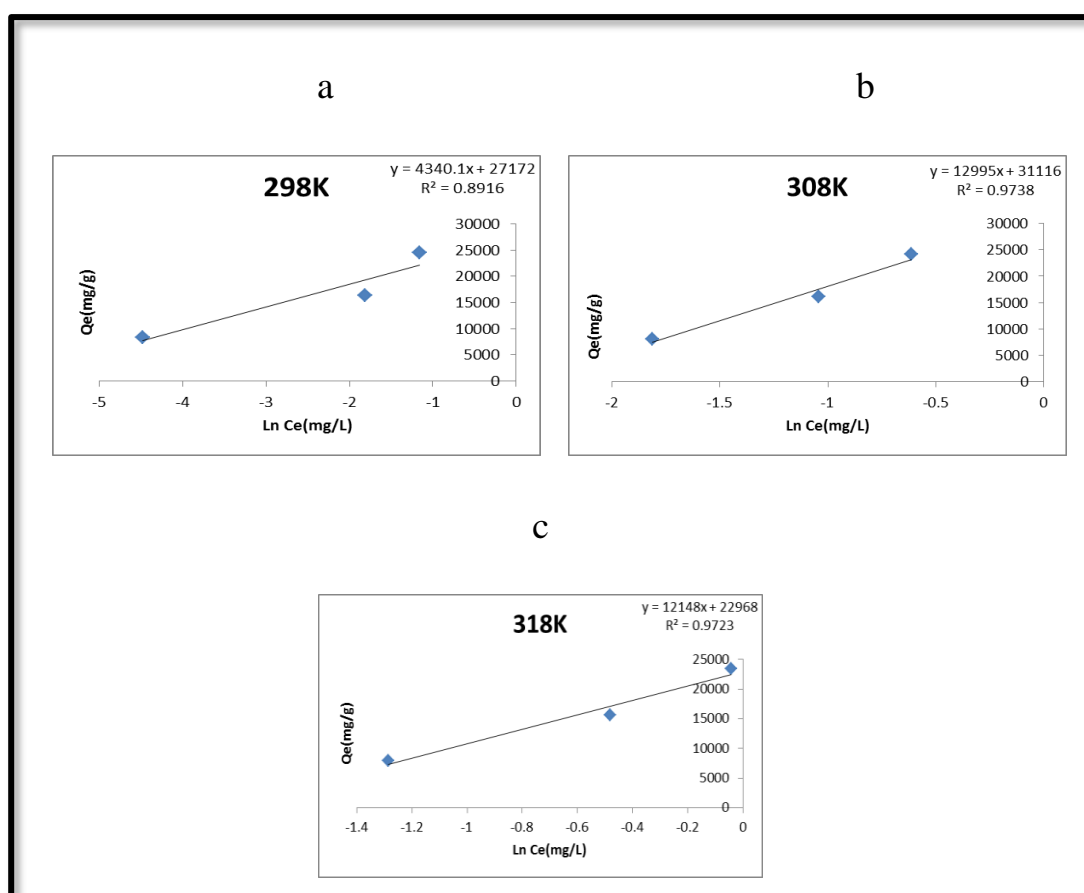 a
b
y = 4340.1x + 27172
R² = 0.8916
298K
30000
25000
20000
15000
10000
5000
0
Qe(mg/g)
-5 -4 -3 -2 -1 0
Ln Ce(mg/L)
y = 12995x + 31116
R² = 0.9738
308K
30000
25000
20000
15000
10000
5000
0
Qe(mg/g)
-2 -1.5 -1 -0.5 0
Ln Ce(mg/L)
c
y = 12148x + 22968
R² = 0.9723
318K
25000
20000
15000
10000
5000
0
Qe(mg/g)
-1.4 -1.2 -1 -0.8 -0.6 -0.4 -0.2 0
Ln Ce(mg/L)